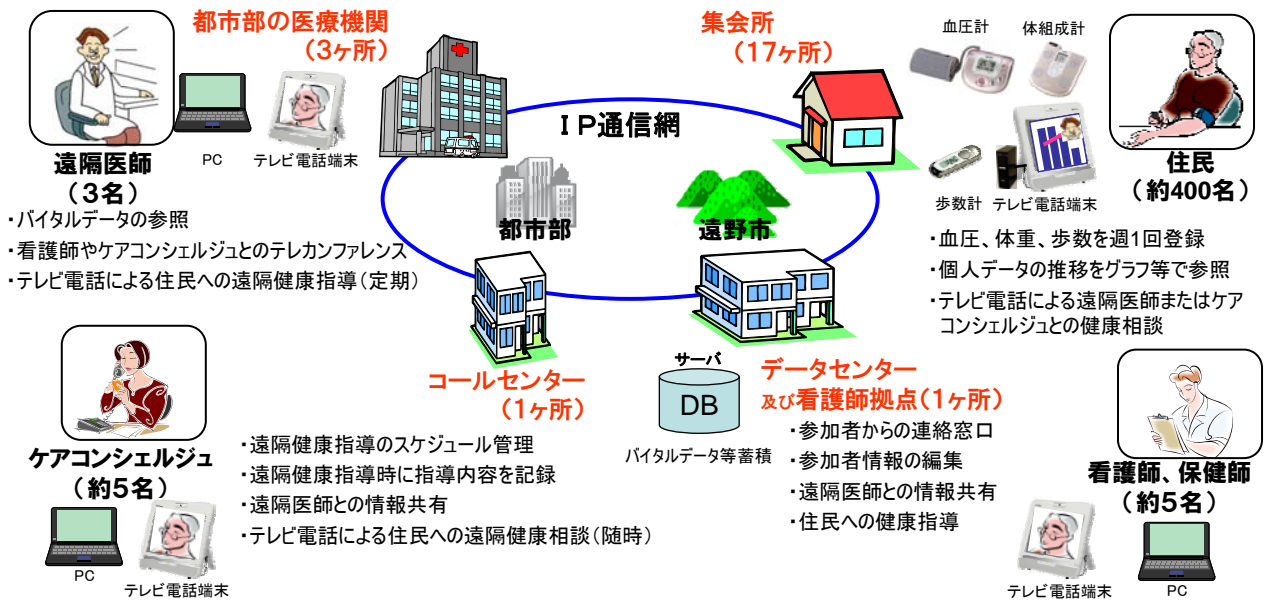 都市部の医療機関
（3ヶ所）
PC
テレビ電話端末
遠隔医師
（3名）
・バイタルデータの参照
・看護師やケアコンシェルジュとのテレカンファレンス
・テレビ電話による住民への遠隔健康指導（定期）
ＩＰ通信網
都市部
遠野市
集会所
（17ヶ所）
血圧計
体組成計
歩数計
テレビ電話端末
住民
（約400名）
・血圧、体重、歩数を週1回登録
・個人データの推移をグラフ等で参照
・テレビ電話による遠隔医師またはケア
コンシェルジュとの健康相談
コールセンター
（1ヶ所）
ケアコンシェルジュ
（約5名）
PC
テレビ電話端末
・遠隔健康指導のスケジュール管理
・遠隔健康指導時に指導内容を記録
・遠隔医師との情報共有
・テレビ電話による住民への遠隔健康相談（随時）
サーバ
DB
バイタルデータ等蓄積
データセンター
及び看護師拠点（1ヶ所）
・参加者からの連絡窓口
・参加者情報の編集
・遠隔医師との情報共有
・住民への健康指導
看護師、保健師
（約5名）
テレビ電話端末
PC